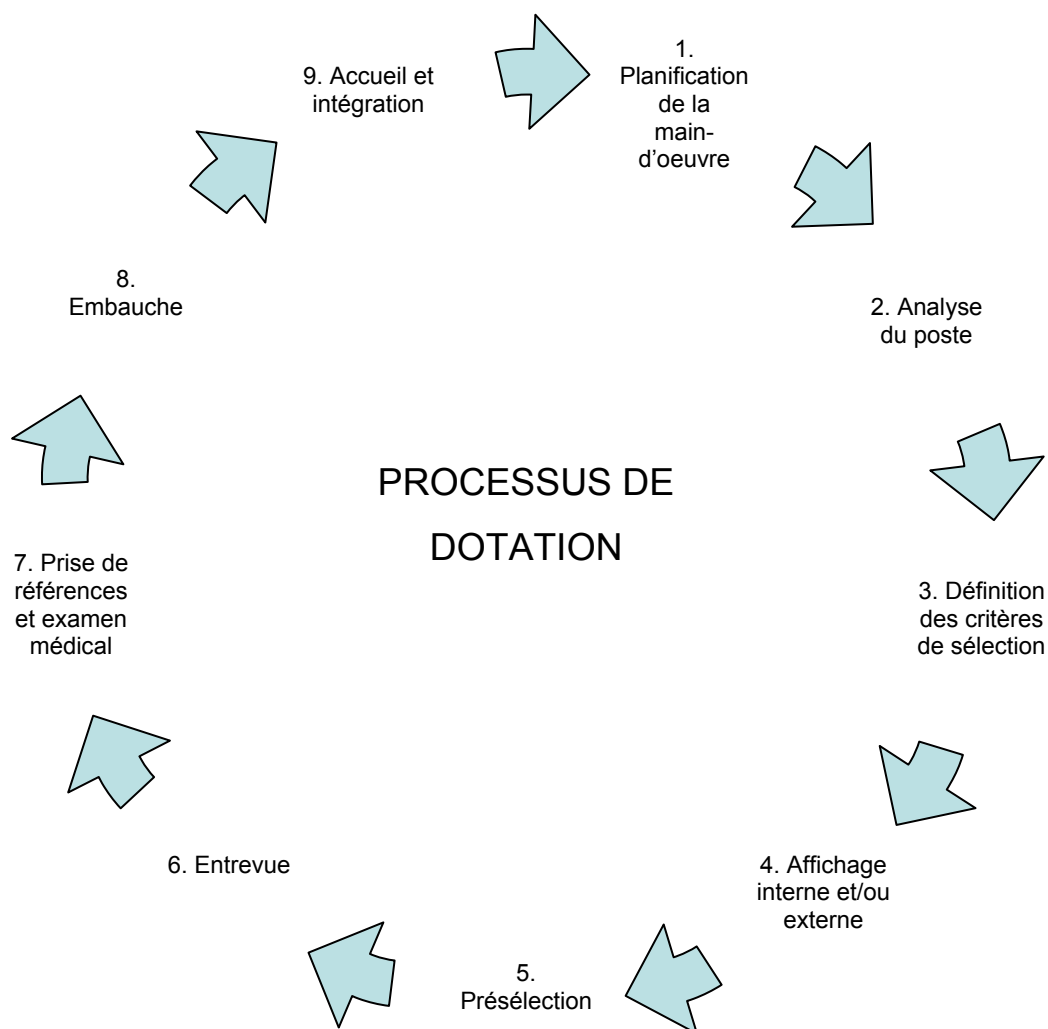 1.
Planification
de la
main-
d'oeuvre
2. Analyse
du poste
3. Définition
des critères
de sélection
4. Affichage
interne et/ou
externe
5.
Présélection
6. Entrevue
7. Prise de
références
et examen
médical
8.
Embauche
9. Accueil et
intégration
PROCESSUS DE
DOTATION